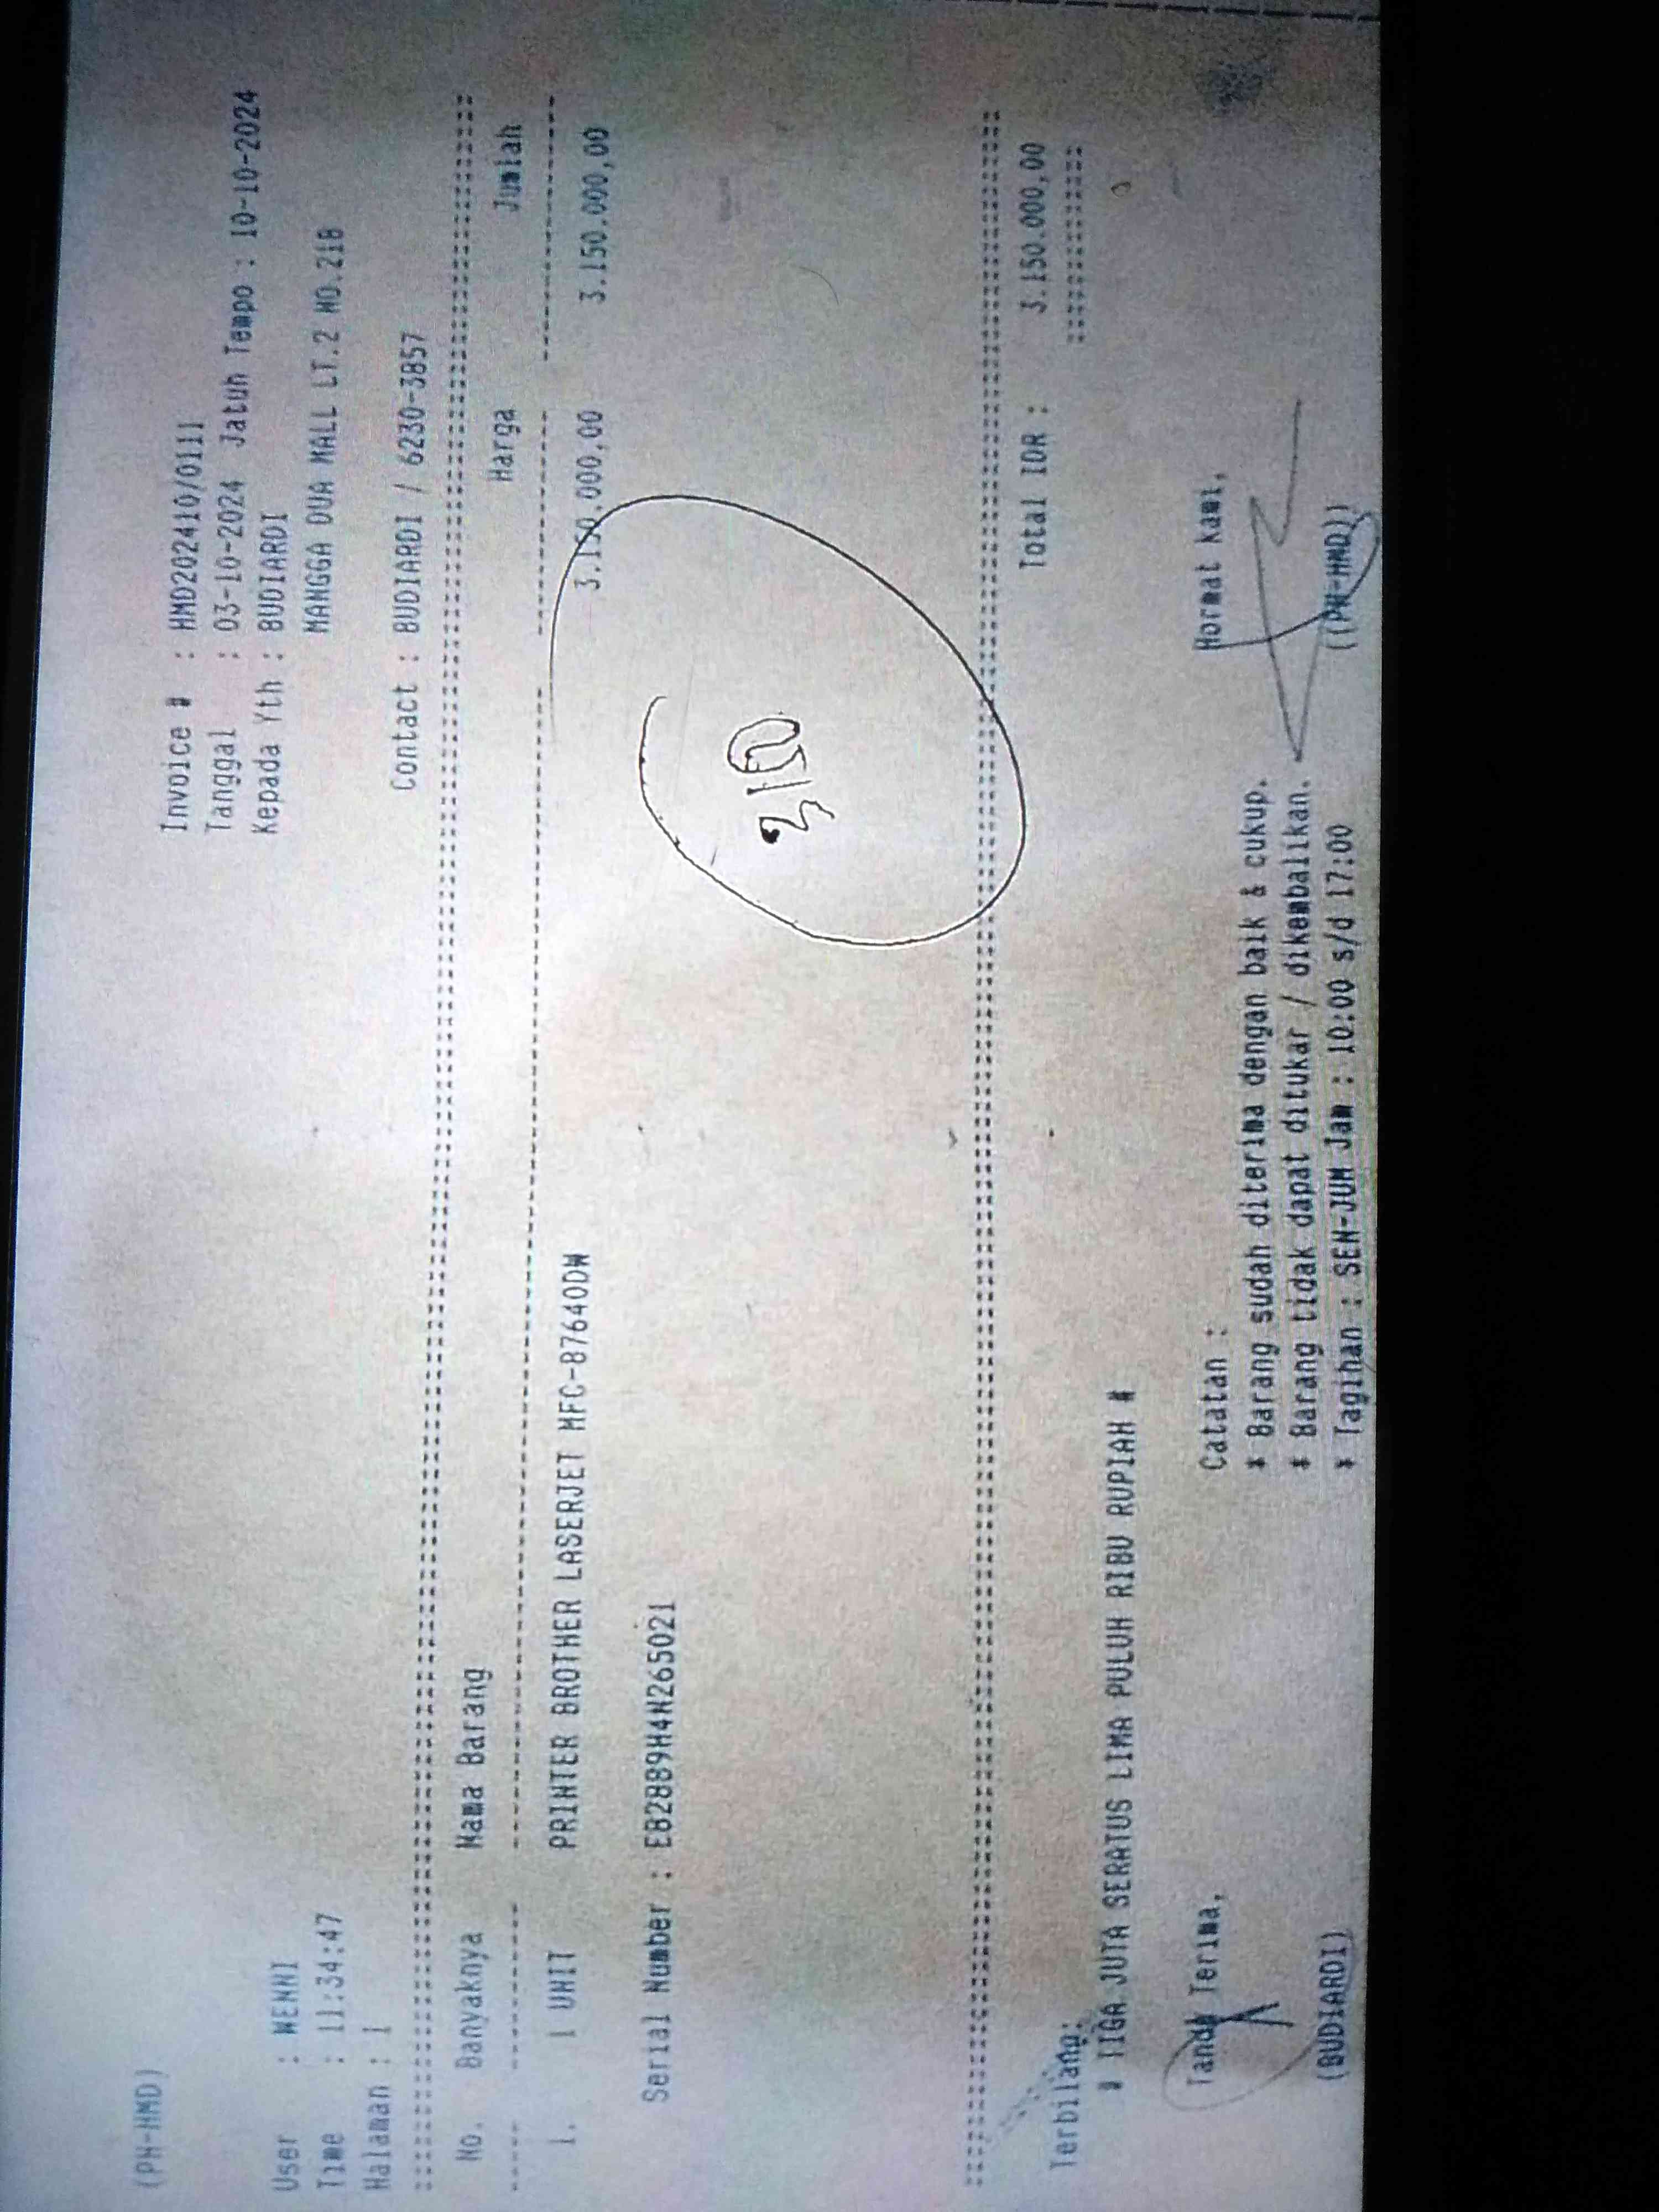 (PH-HMD)
Invoice # : HMD202410/0111
Tanggal : 03-10-2024 Jatuh Tempo : 10-10-2024
User : WENNI
Kepada Yth : BUDIARDI
Time : 11:34:47
MANGGA DUA MALL LT.2 NO.218
Halaman : 1
Contact : BUDIARDI / 6230-3857
No. Banyaknya Nama Barang Harga Jumlah
1. 1 UNIT PRINTER BROTHER LASERJET MFC-B7640DW 3.150.000,00 3.150.000,00
Serial Number : E82889H4N265021
Total IDR : 3.150.000,00
Terbilang:
# TIGA JUTA SERATUS LIMA PULUH RIBU RUPIAH #
Tanda Terima, Catatan : Hormat kami,
* Barang sudah diterima dengan baik & cukup.
* Barang tidak dapat ditukar / dikembalikan.
(BUDIARDI) * Tagihan : SEN-JUM Jam : 10:00 s/d 17:00 ((PH-HMD))